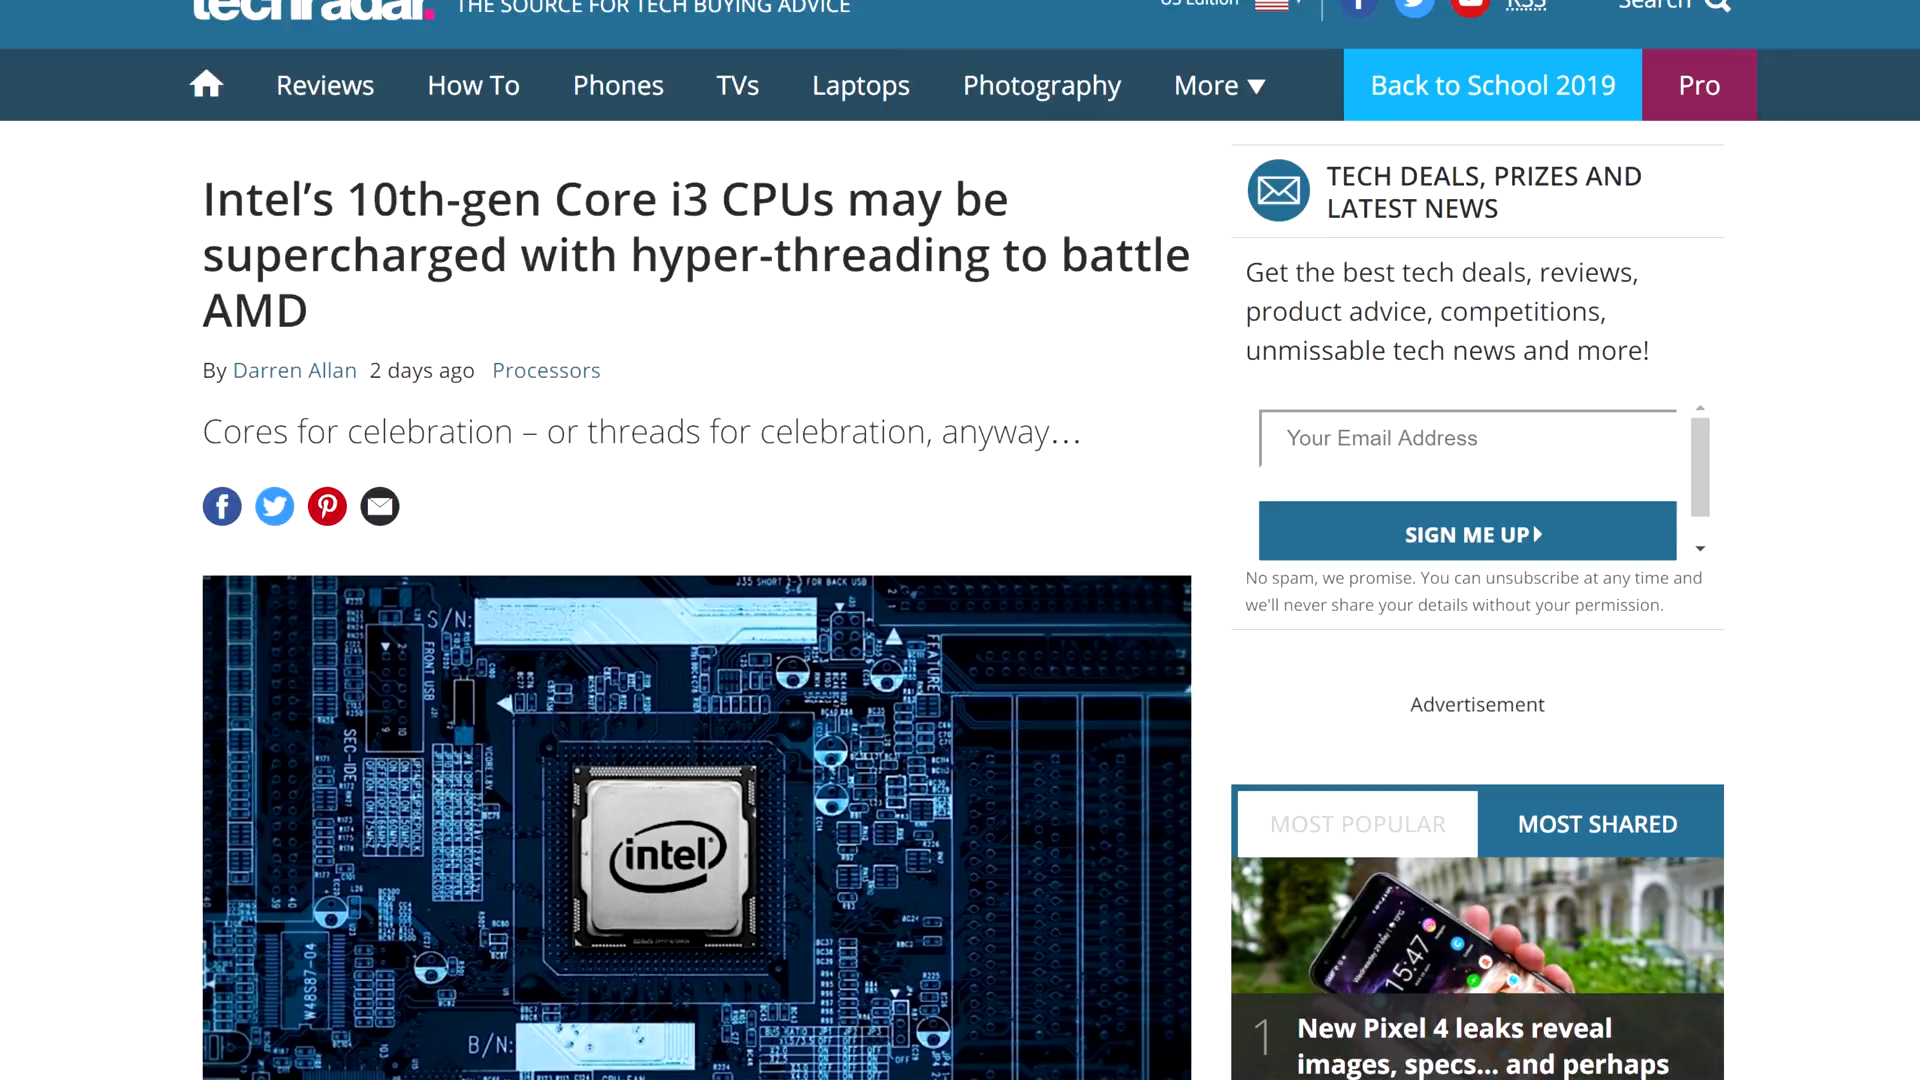 techradar.
THE SOURCE FOR TECH BUYING ADVICE
US Edition
RSS
Search
Reviews How To Phones TVs Laptops Photography More ▼ Back to School 2019 Pro
Intel’s 10th-gen Core i3 CPUs may be
supercharged with hyper-threading to battle
AMD
By Darren Allan 2 days ago Processors
Cores for celebration – or threads for celebration, anyway…
J35 SHORT 2-3 FOR BACK USB
5-6
S/N:
FRONT USB
SEC-IDE
FEATURE
intel
W48S87-04
B/N:
BUS RATIO
TECH DEALS, PRIZES AND
LATEST NEWS
Get the best tech deals, reviews,
product advice, competitions,
unmissable tech news and more!
Your Email Address
SIGN ME UP
No spam, we promise. You can unsubscribe at any time and
we'll never share your details without your permission.
Advertisement
MOST POPULAR MOST SHARED
15:47
1 New Pixel 4 leaks reveal
images, specs... and perhaps